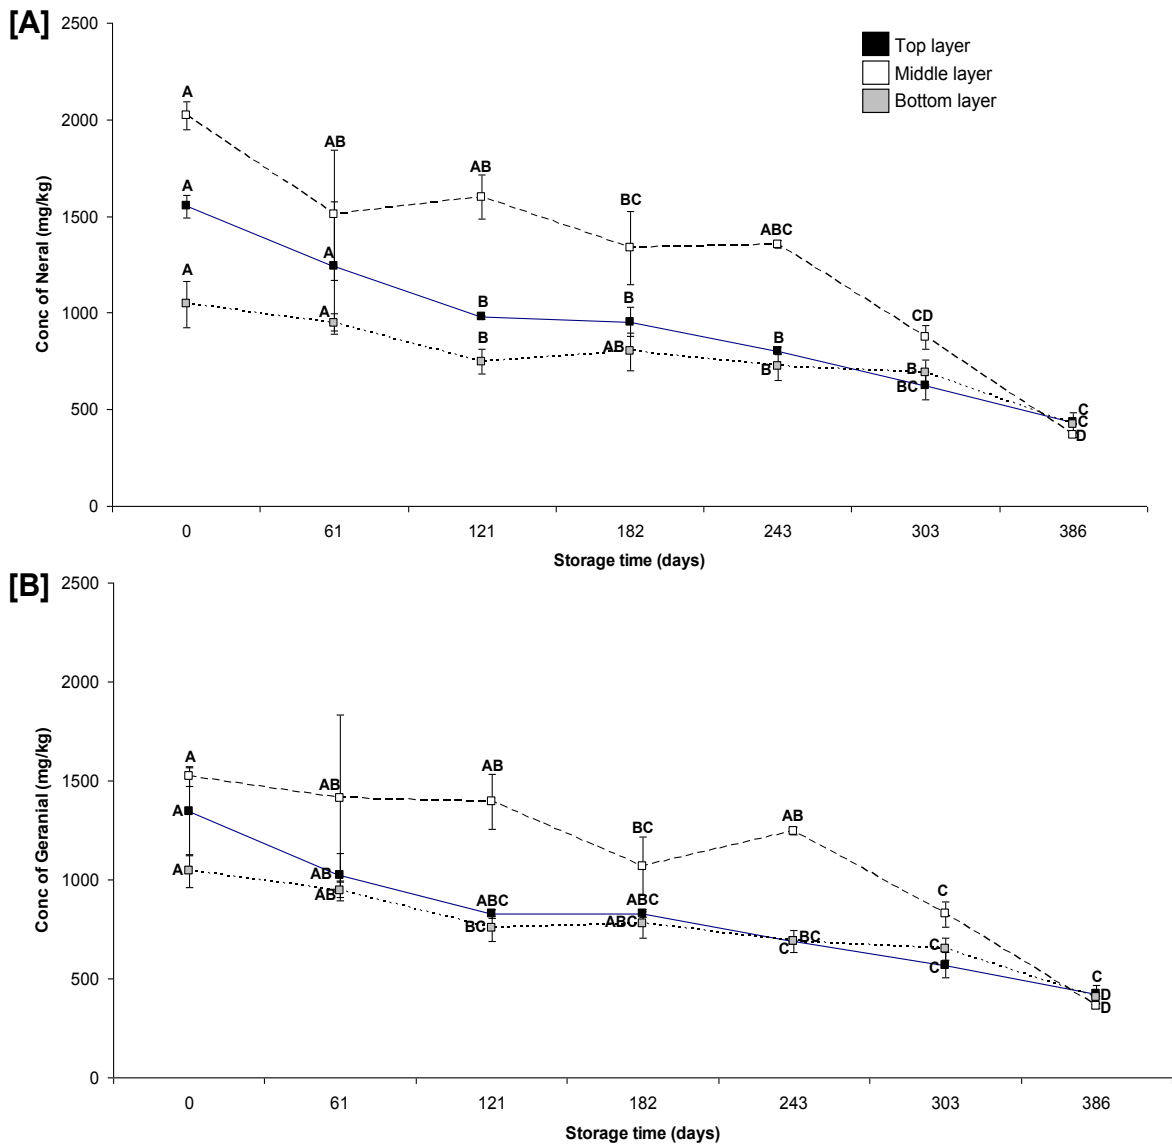 [A]
2500
2000
1500
1000
500
0
Conc of Neral (mg/kg)
Top layer
Middle layer
Bottom layer
A
A
A
AB
A
A
AB
B
B
BC
B
AB
ABC
B
B
CD
B
BC
C
C
D
0 61 121 182 243 303 386
Storage time (days)
[B]
2500
2000
1500
1000
500
0
Conc of Geranial (mg/kg)
A
A
A
AB
AB
AB
AB
ABC
BC
BC
ABC
ABC
AB
BC
C
C
C
C
C
D
D
0 61 121 182 243 303 386
Storage time (days)